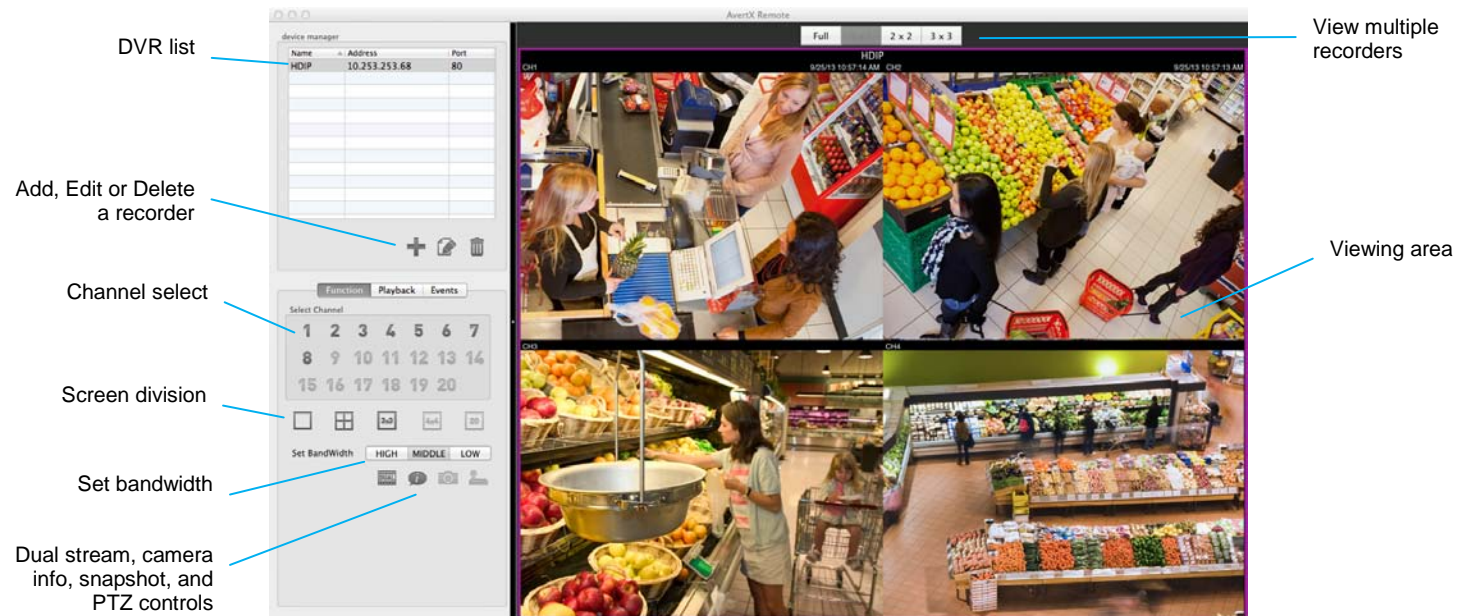 AvertX Remote
DVR list
device manager
Name Address Port
HDIP 10.253.253.68 80
Add, Edit or Delete
a recorder
Channel select
Function Playback Events
Select Channel
1 2 3 4 5 6 7
8 9 10 11 12 13 14
15 16 17 18 19 20
Screen division
3x3 4x4 20
Set BandWidth HIGH MIDDLE LOW
Set bandwidth
Dual stream, camera
info, snapshot, and
PTZ controls
Full 2 x 2 3 x 3
View multiple
recorders
HDIP
CH1 9/25/13 10:57:14 AM
CH2 9/25/13 10:57:13 AM
Viewing area
CH3
CH4